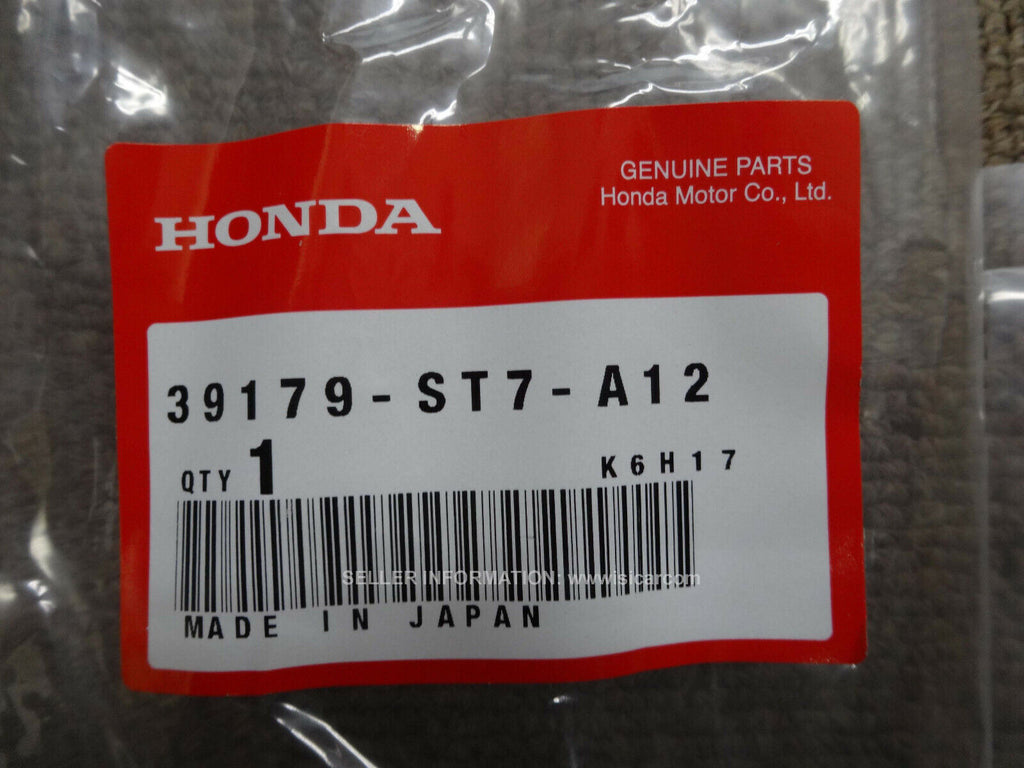 GENUINE PARTS
Honda Motor Co., Ltd.
HONDA
39179-ST7-A12
QTY 1
K6H17
SELLER INFORMATION: www.isicar.com
MADE IN JAPAN